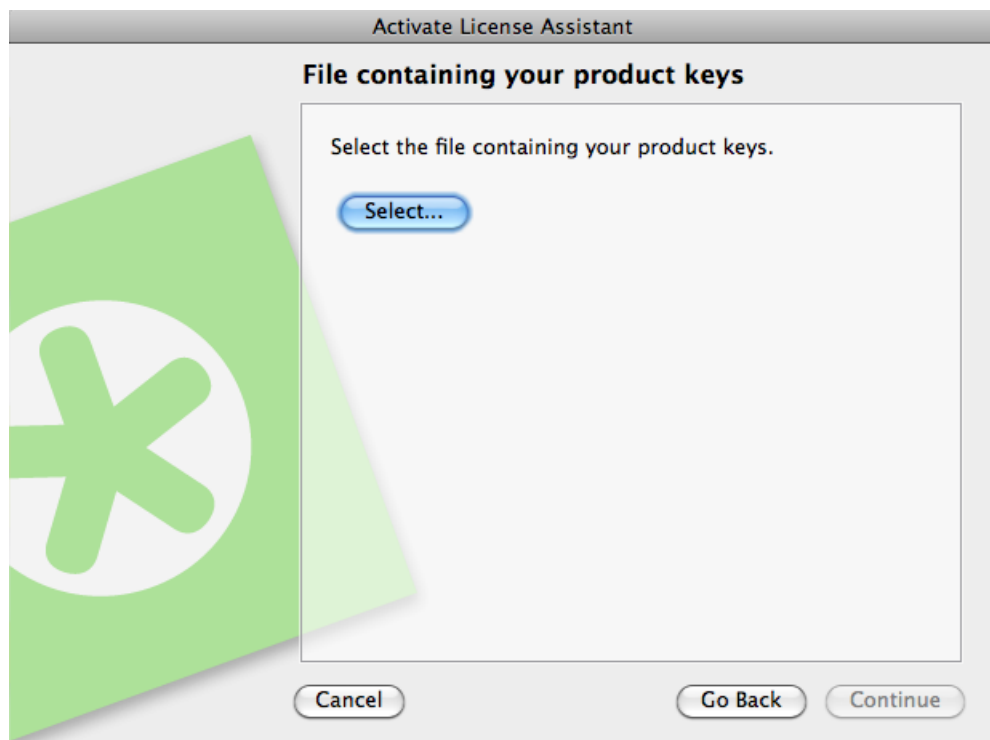 Activate License Assistant
File containing your product keys
Select the file containing your product keys.
Select...
Cancel
Go Back
Continue